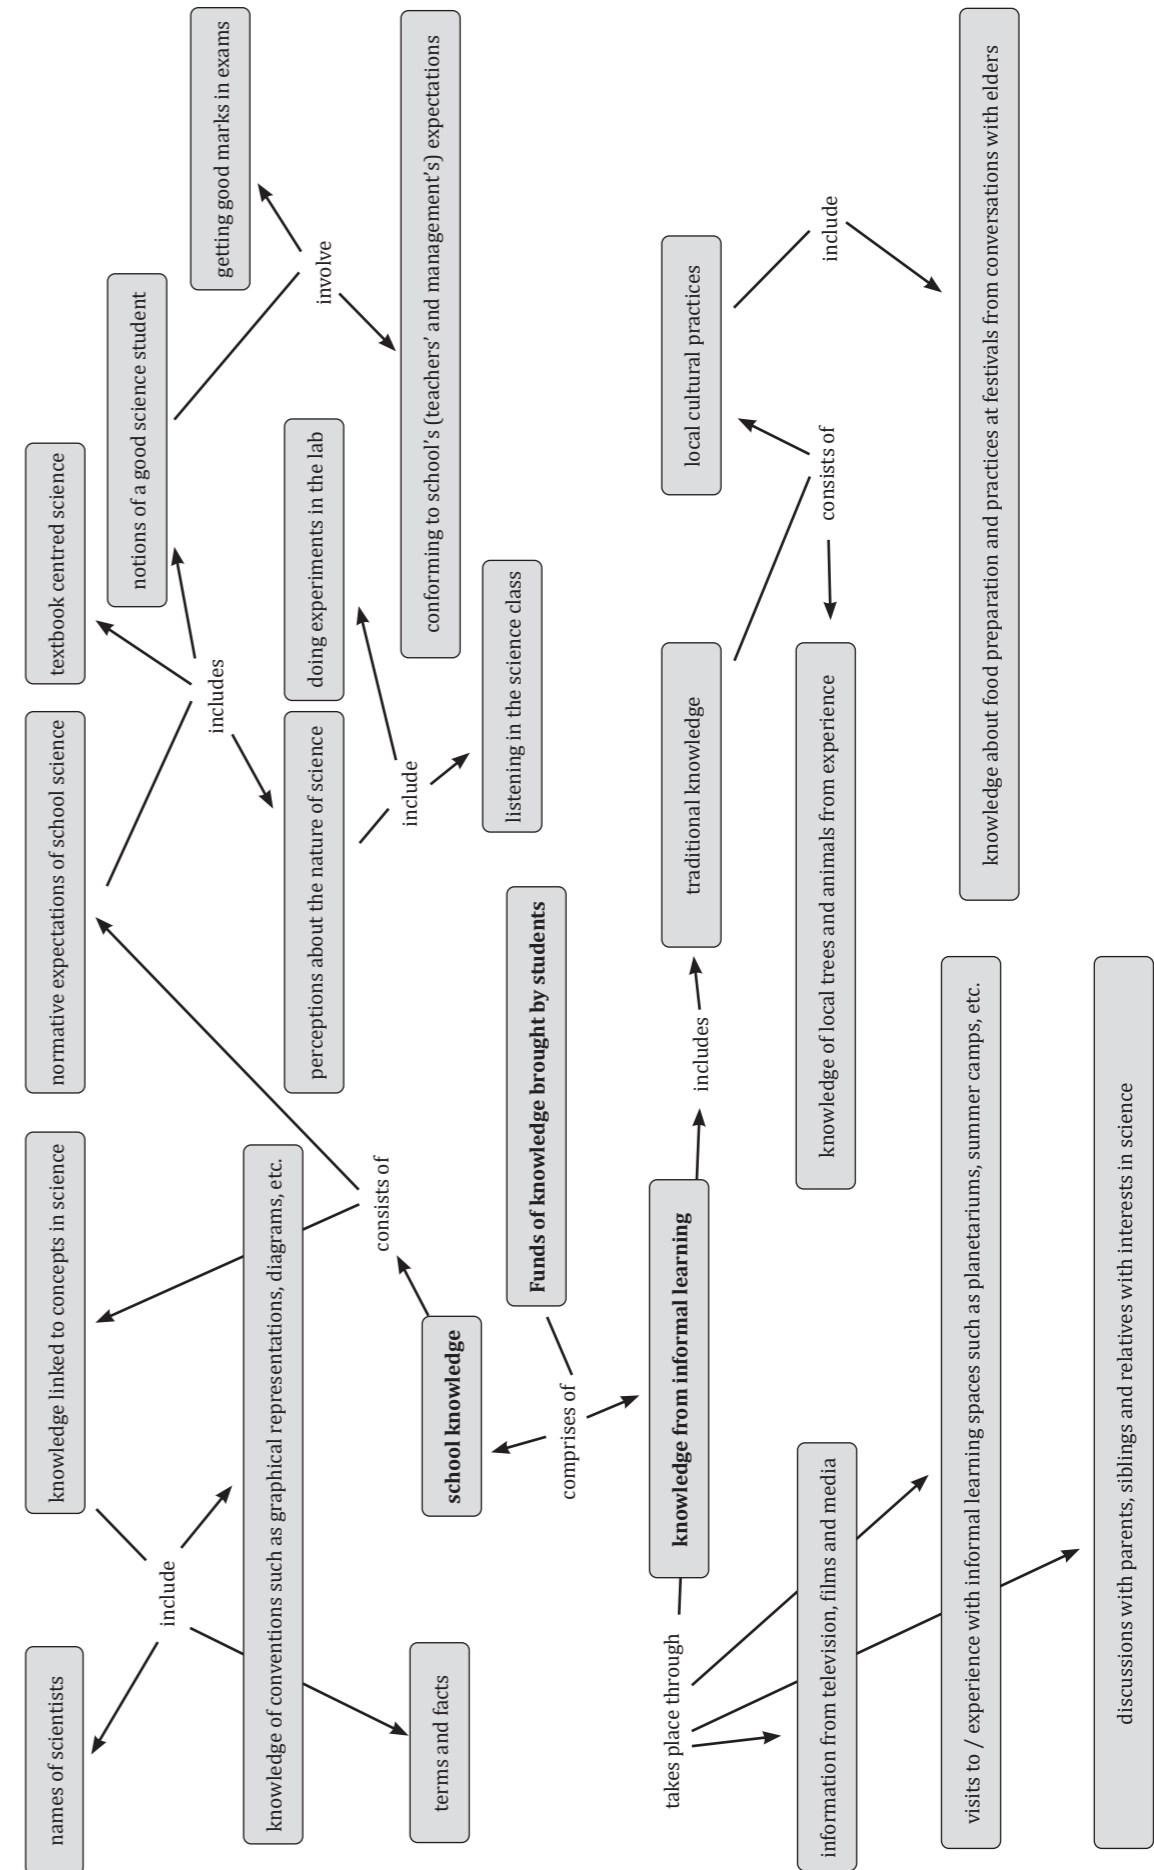 names of scientists
knowledge linked to concepts in science
normative expectations of school science
textbook centred science
notions of a good science student
include
includes
getting good marks in exams
knowledge of conventions such as graphical representations, diagrams, etc.
perceptions about the nature of science
doing experiments in the lab
involve
consists of
include
terms and facts
school knowledge
conforming to school's (teachers' and management's) expectations
listening in the science class
Funds of knowledge brought by students
comprises of
takes place through
knowledge from informal learning
includes
traditional knowledge
local cultural practices
information from television, films and media
knowledge of local trees and animals from experience
consists of
include
visits to / experience with informal learning spaces such as planetariums, summer camps, etc.
knowledge about food preparation and practices at festivals from conversations with elders
discussions with parents, siblings and relatives with interests in science